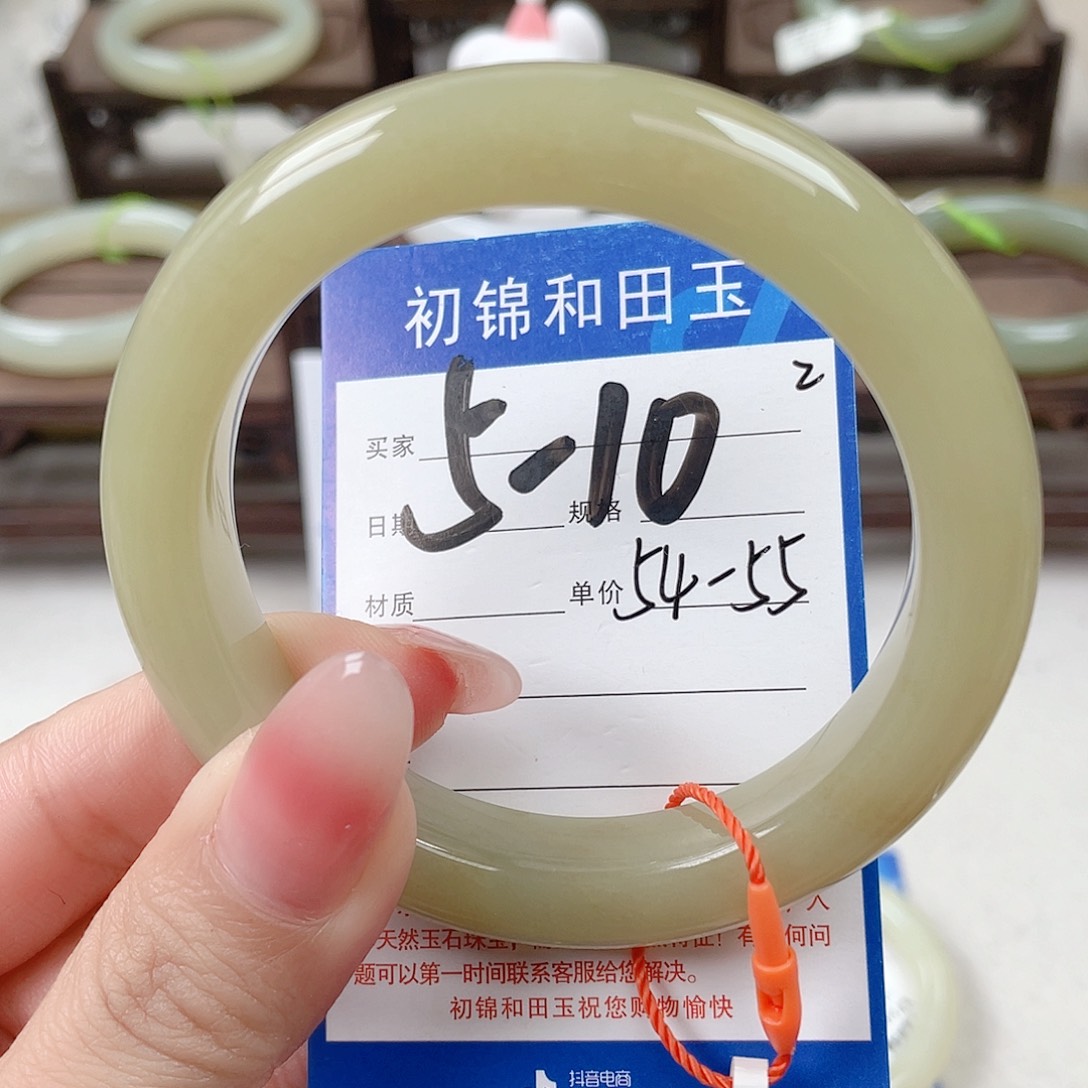 初锦和田玉
2
5-10
买家
日期 规格
54-55
材质 单价
天然玉石珠宝
何问
题可以第一时间联系客服给您解决。
初锦和田玉祝您购物愉快
抖音电商